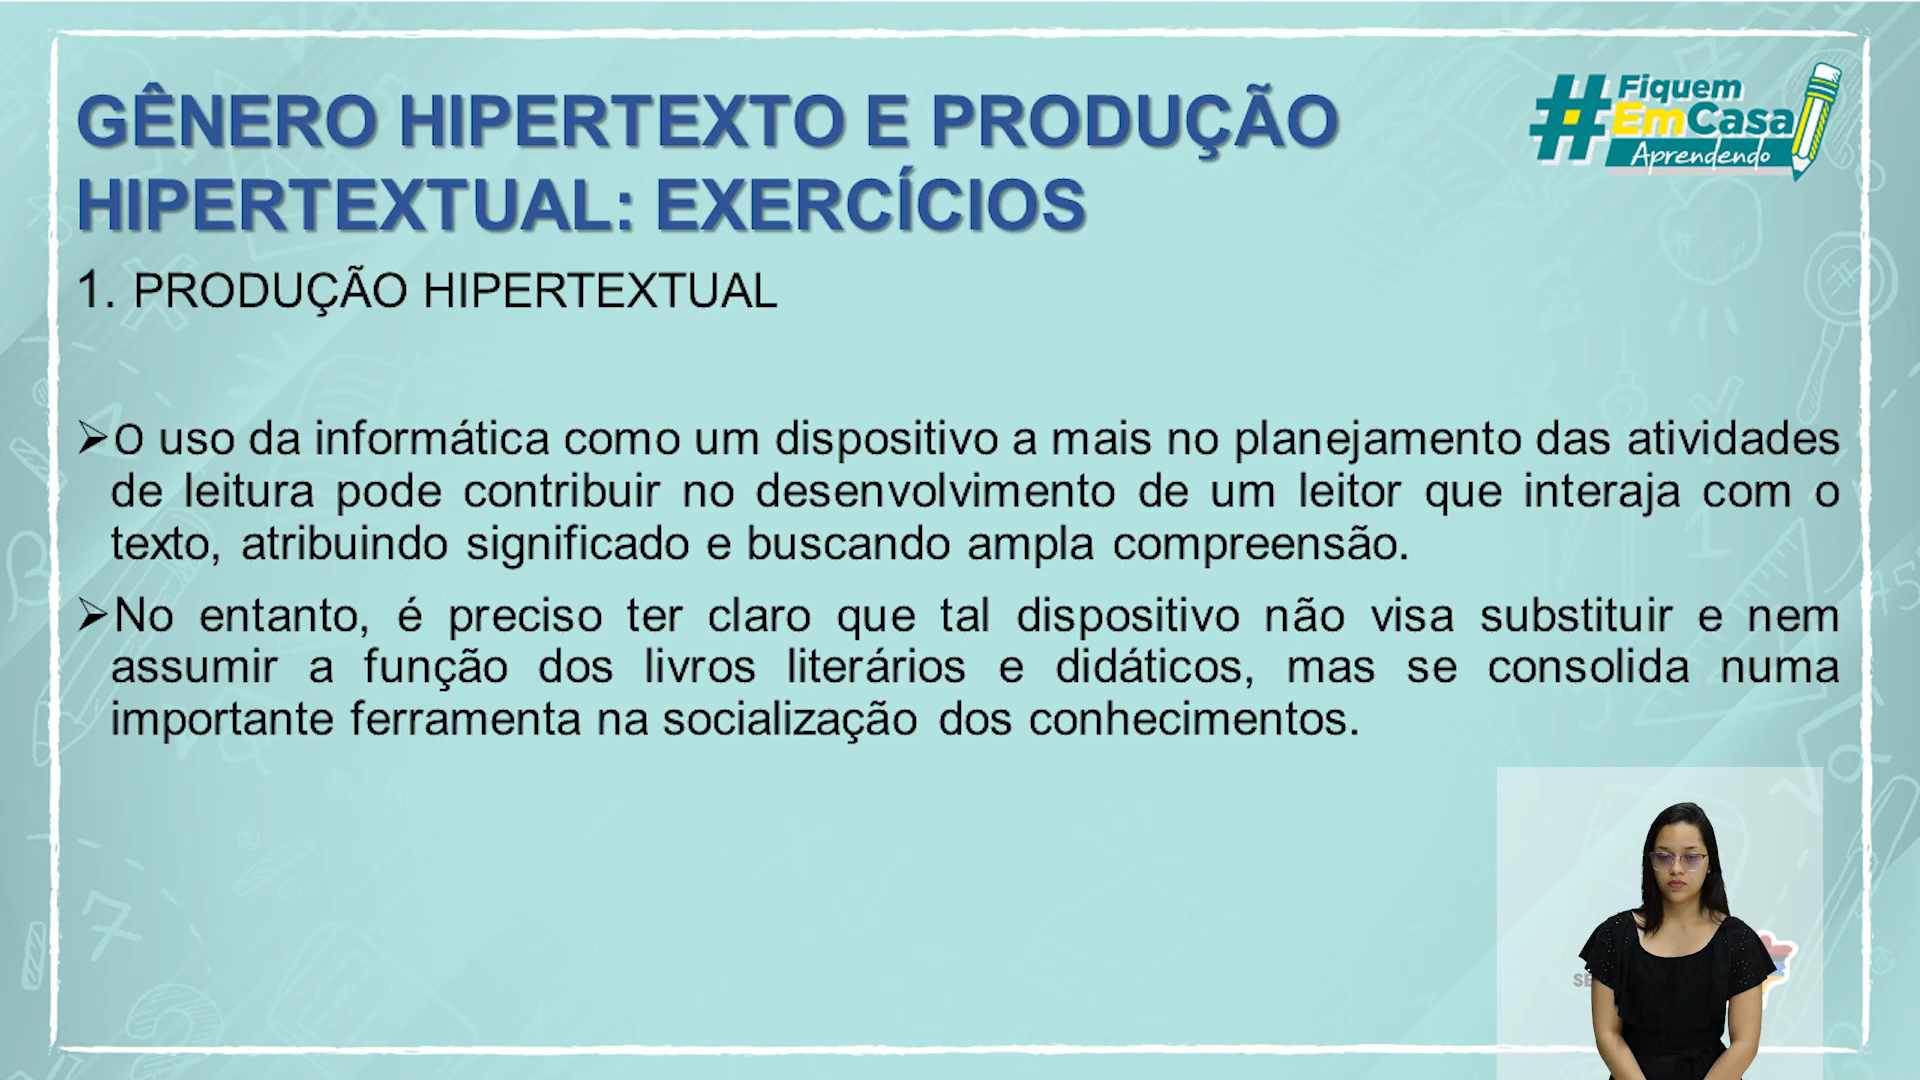 GÊNERO HIPERTEXTO E PRODUÇÃO
HIPERTEXTUAL: EXERCÍCIOS
#Fiquem
EmCasa
Aprendendo
1. PRODUÇÃO HIPERTEXTUAL
➢O uso da informática como um dispositivo a mais no planejamento das atividades
de leitura pode contribuir no desenvolvimento de um leitor que interaja com o
texto, atribuindo significado e buscando ampla compreensão.
➢No entanto, é preciso ter claro que tal dispositivo não visa substituir e nem
assumir a função dos livros literários e didáticos, mas se consolida numa
importante ferramenta na socialização dos conhecimentos.